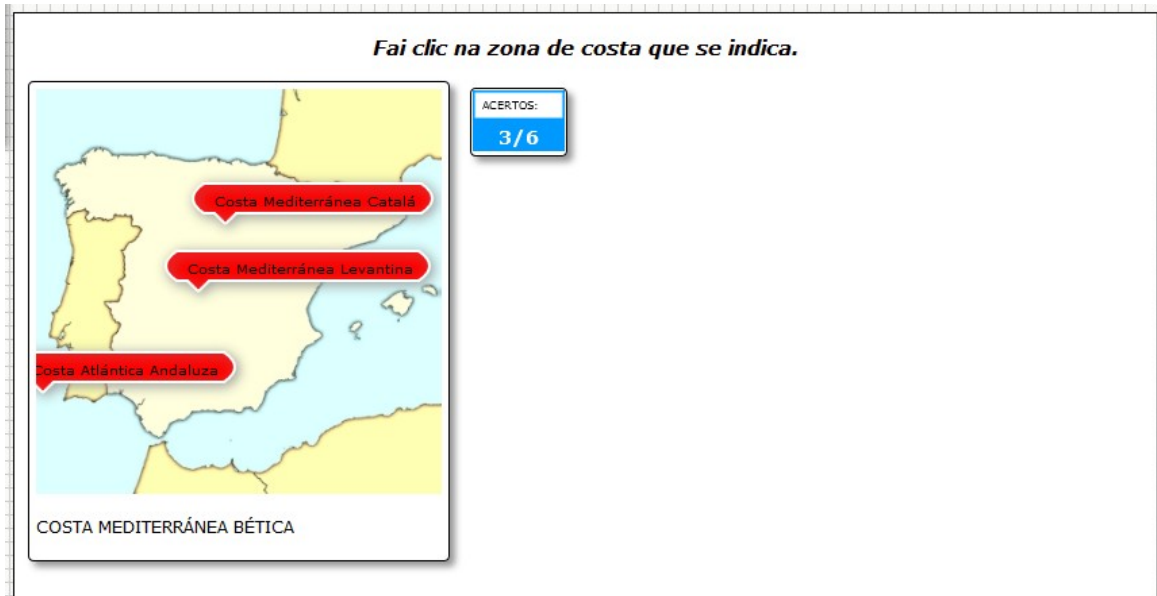 Fai clic na zona de costa que se indica.
ACERTOS:
3/6
Costa Mediterránea Catalá
Costa Mediterránea Levantina
Costa Atlántica Andaluza
COSTA MEDITERRÁNEA BÉTICA